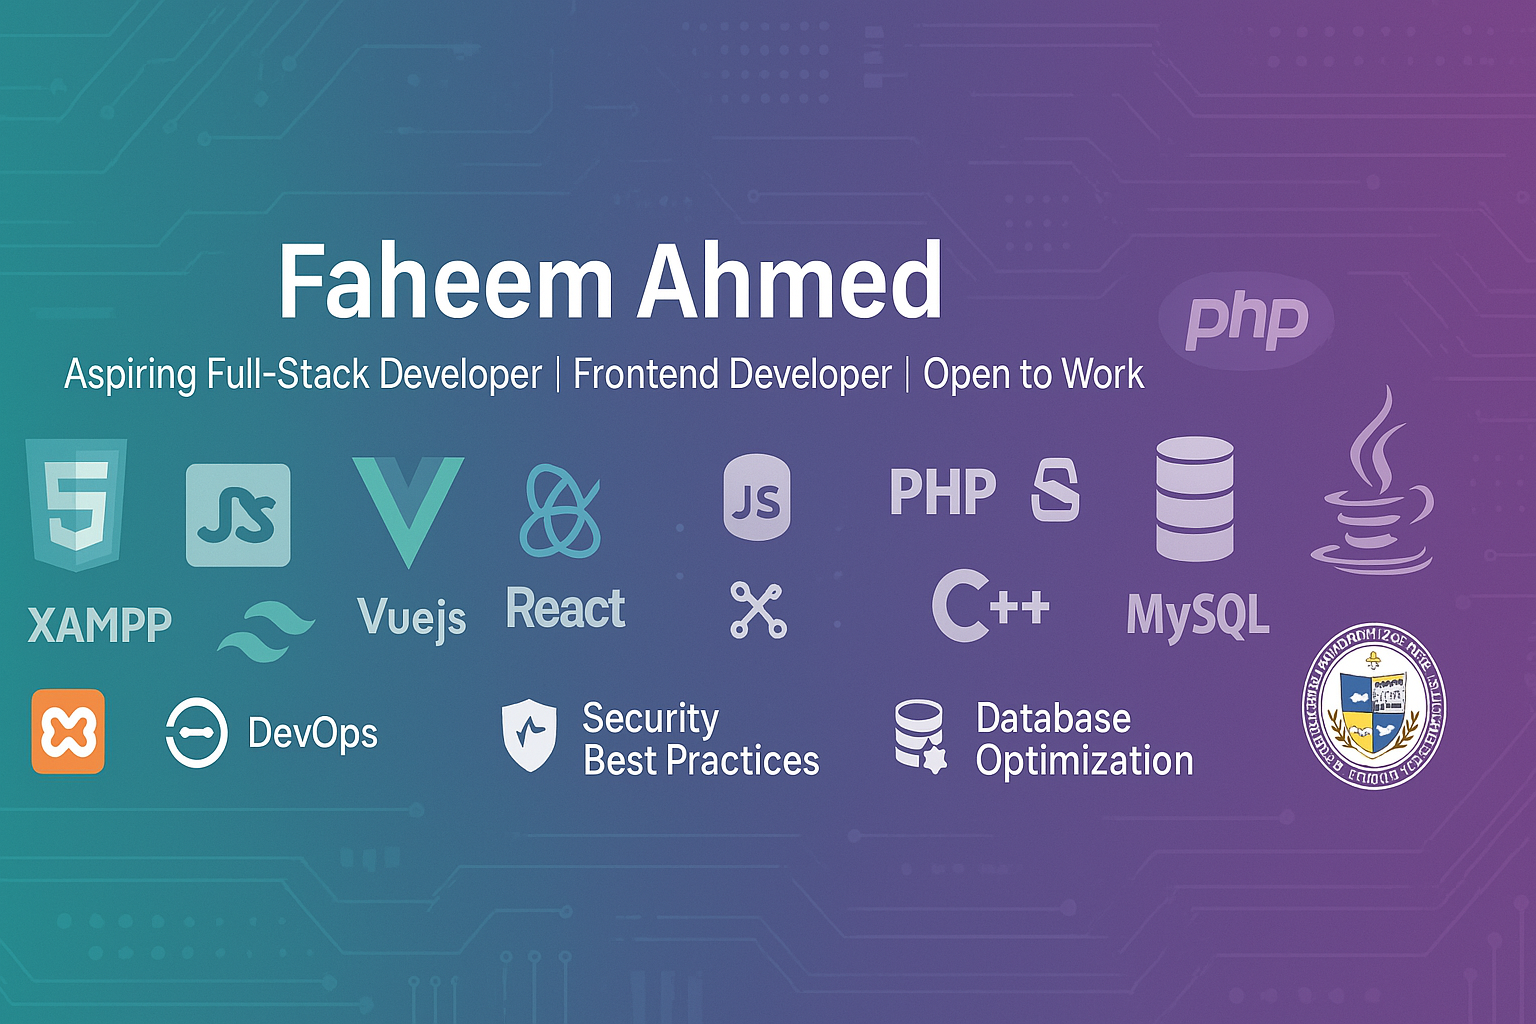 Faheem Ahmed
php
Aspiring Full-Stack Developer | Frontend Developer | Open to Work
5
JS
JS
PHP S
XAMPP
Vuejs
React
C++
MySQL
DevOps
Security
Best Practices
Database
Optimization